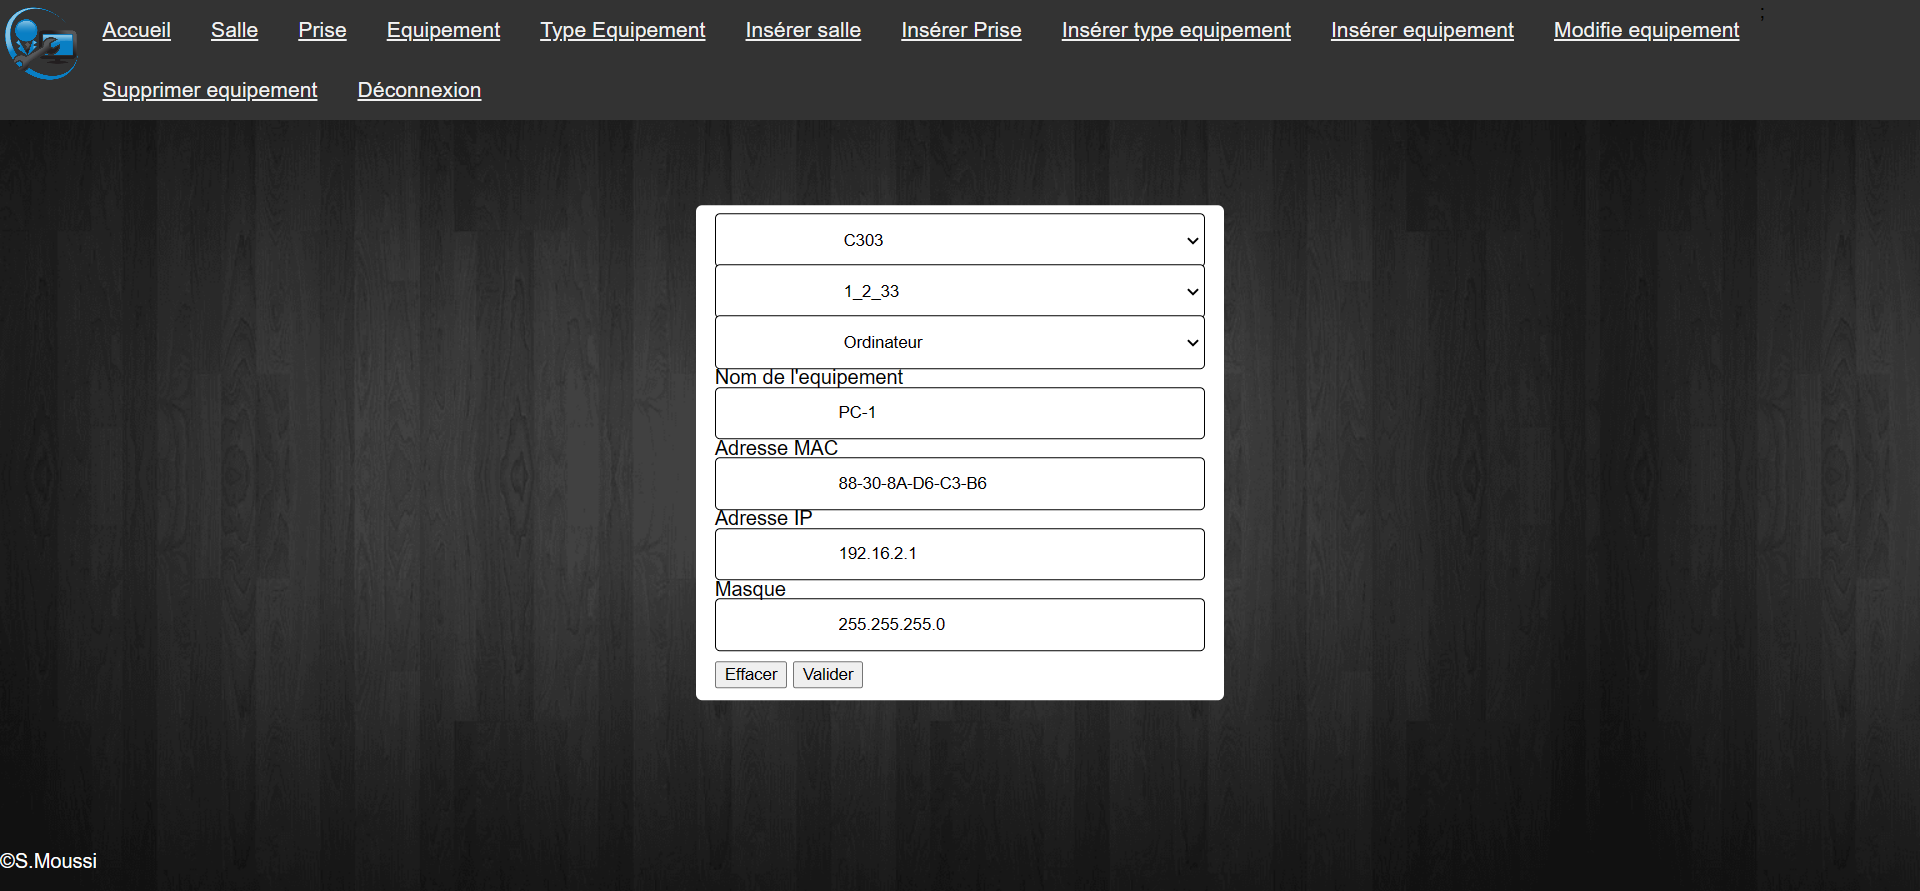 Accueil Salle Prise Equipement Type Equipement Insérer salle Insérer Prise Insérer type equipement Insérer equipement Modifie equipement ;
Supprimer equipement Déconnexion
C303
1_2_33
Ordinateur
Nom de l'equipement
PC-1
Adresse MAC
88-30-8A-D6-C3-B6
Adresse IP
192.16.2.1
Masque
255.255.255.0
Effacer Valider
©S.Moussi